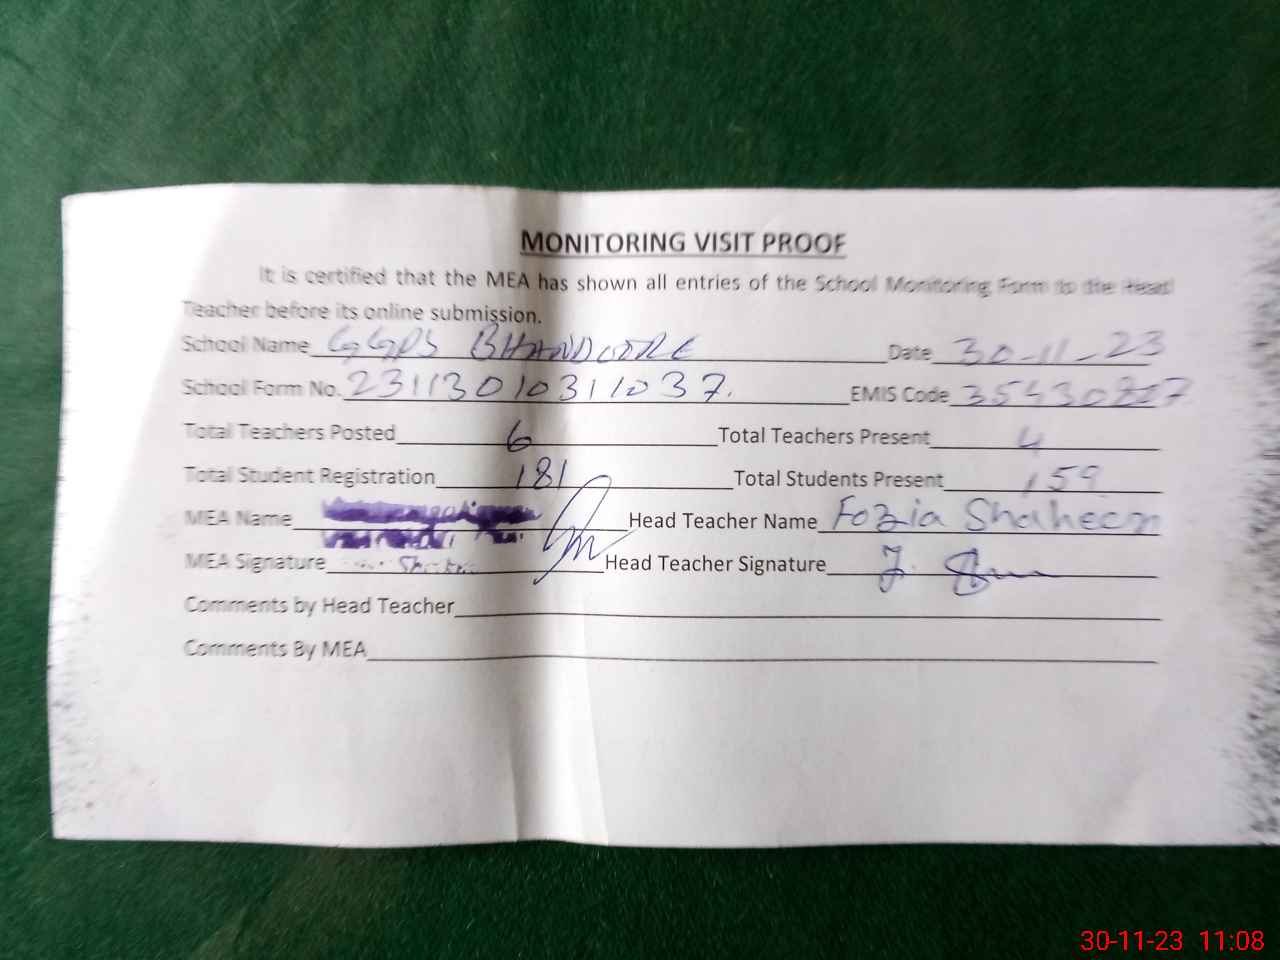 MONITORING VISIT PROOF
It is certified that the MEA has shown all entries of the School Monitoring Form to the Head
Teacher before its online submission.
School Name GGPS BHANDWORE Date 30-11-23
School Form No. 23113010311037. EMIS Code
Total Teachers Posted 6 Total Teachers Present 4
Total Student Registration 181 Total Students Present 159
MEA Name Head Teacher Name Fozia Shaheen
MEA Signature Head Teacher Signature
Comments by Head Teacher
Comments By MEA
30-11-23 11:08